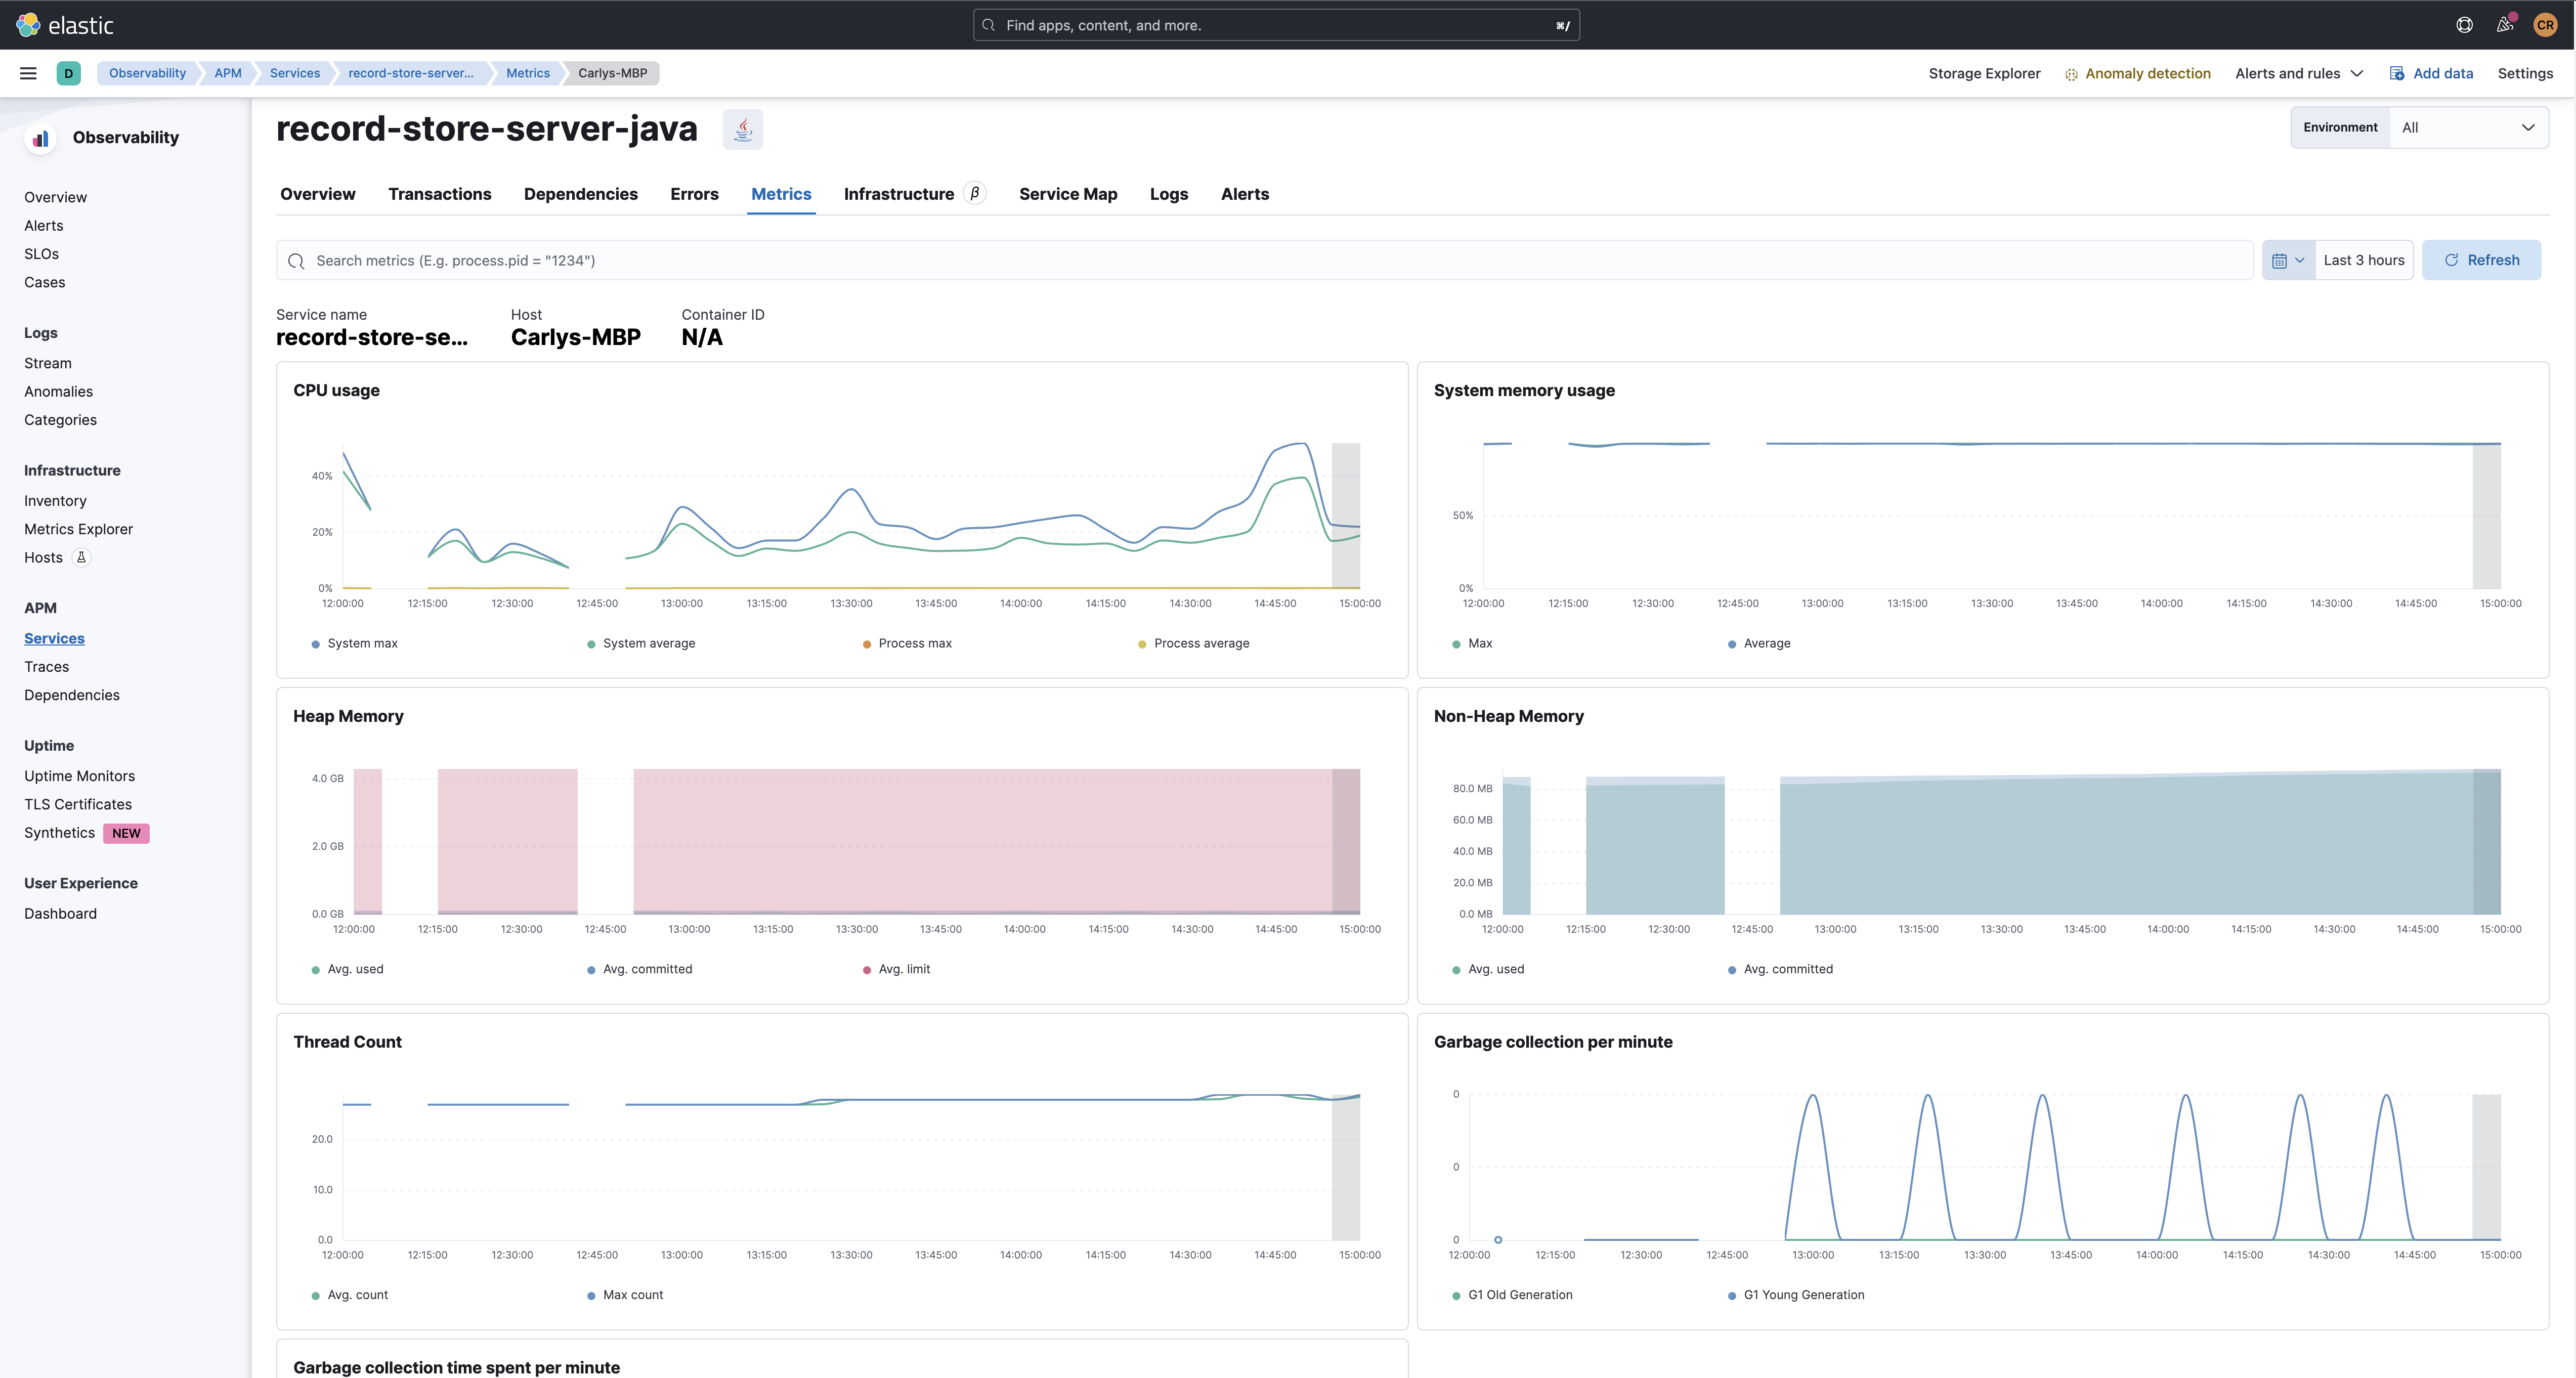 elastic
Find apps, content, and more.
⌘/
CR
D
Observability
APM
Services
record-store-server...
Metrics
Carlys-MBP
Storage Explorer
Anomaly detection
Alerts and rules
Add data
Settings
Observability
Overview
Alerts
SLOs
Cases
Logs
Stream
Anomalies
Categories
Infrastructure
Inventory
Metrics Explorer
Hosts
APM
Services
Traces
Dependencies
Uptime
Uptime Monitors
TLS Certificates
Synthetics NEW
User Experience
Dashboard
record-store-server-java
Environment All
Overview
Transactions
Dependencies
Errors
Metrics
Infrastructure β
Service Map
Logs
Alerts
Search metrics (E.g. process.pid = "1234")
Last 3 hours
Refresh
Service name
record-store-se...
Host
Carlys-MBP
Container ID
N/A
CPU usage
40%
20%
0%
12:00:00 12:15:00 12:30:00 12:45:00 13:00:00 13:15:00 13:30:00 13:45:00 14:00:00 14:15:00 14:30:00 14:45:00 15:00:00
System max System average Process max Process average
System memory usage
50%
0%
12:00:00 12:15:00 12:30:00 12:45:00 13:00:00 13:15:00 13:30:00 13:45:00 14:00:00 14:15:00 14:30:00 14:45:00 15:00:00
Max Average
Heap Memory
4.0 GB
2.0 GB
0.0 GB
12:00:00 12:15:00 12:30:00 12:45:00 13:00:00 13:15:00 13:30:00 13:45:00 14:00:00 14:15:00 14:30:00 14:45:00 15:00:00
Avg. used Avg. committed Avg. limit
Non-Heap Memory
80.0 MB
60.0 MB
40.0 MB
20.0 MB
0.0 MB
12:00:00 12:15:00 12:30:00 12:45:00 13:00:00 13:15:00 13:30:00 13:45:00 14:00:00 14:15:00 14:30:00 14:45:00 15:00:00
Avg. used Avg. committed
Thread Count
20.0
10.0
0.0
12:00:00 12:15:00 12:30:00 12:45:00 13:00:00 13:15:00 13:30:00 13:45:00 14:00:00 14:15:00 14:30:00 14:45:00 15:00:00
Avg. count Max count
Garbage collection per minute
0
0
0
12:00:00 12:15:00 12:30:00 12:45:00 13:00:00 13:15:00 13:30:00 13:45:00 14:00:00 14:15:00 14:30:00 14:45:00 15:00:00
G1 Old Generation G1 Young Generation
Garbage collection time spent per minute